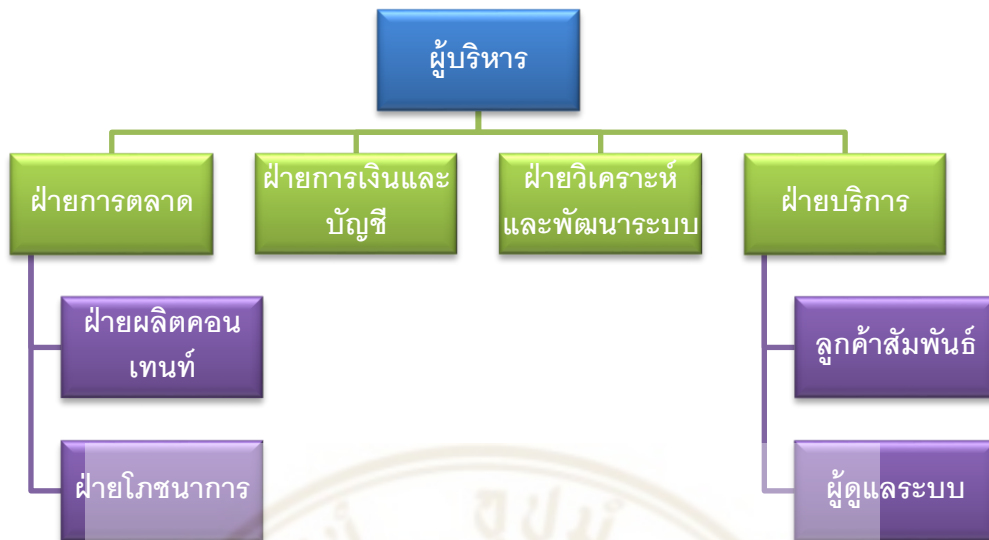 ผู้บริหาร
ฝ่ายการตลาด
ฝ่ายการเงินและ
บัญชี
ฝ่ายวิเคราะห์
และพัฒนาระบบ
ฝ่ายบริการ
ฝ่ายผลิตคอน
เทนท์
ลูกค้าสัมพันธ์
ฝ่ายโภชนาการ
ผู้ดูแลระบบ